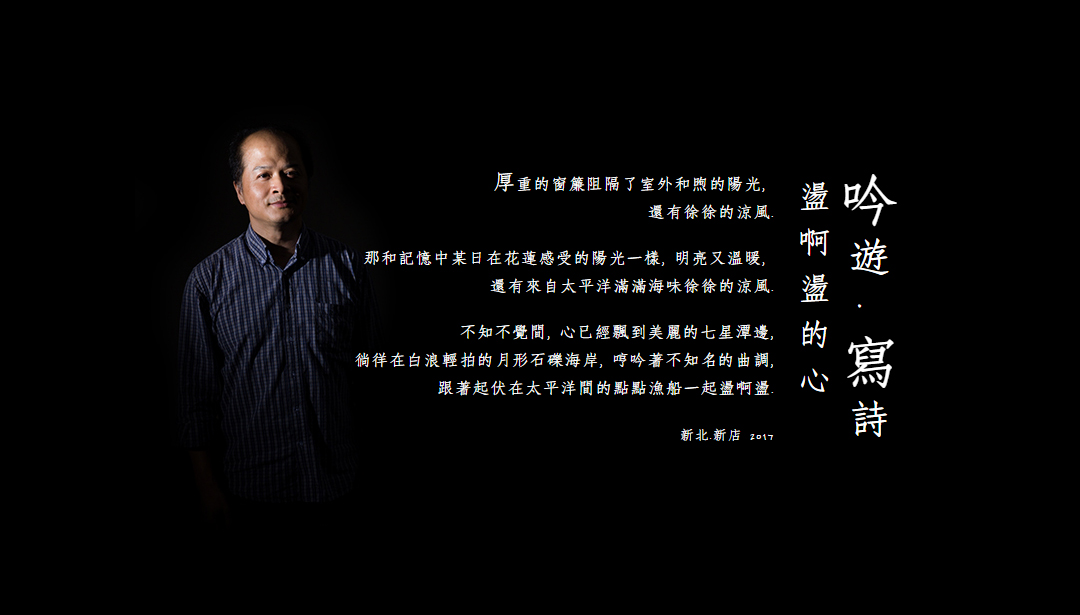 吟遊．寫詩
盪啊盪的心
厚重的窗簾阻隔了室外和煦的陽光,
還有徐徐的涼風.
那和記憶中某日在花蓮感受的陽光一樣, 明亮又溫暖,
還有來自太平洋滿滿海味徐徐的涼風.
不知不覺間, 心已經飄到美麗的七星潭邊,
徜徉在白浪輕拍的月形石礫海岸, 哼吟著不知名的曲調,
跟著起伏在太平洋間的點點漁船一起盪啊盪.
新北.新店 2017